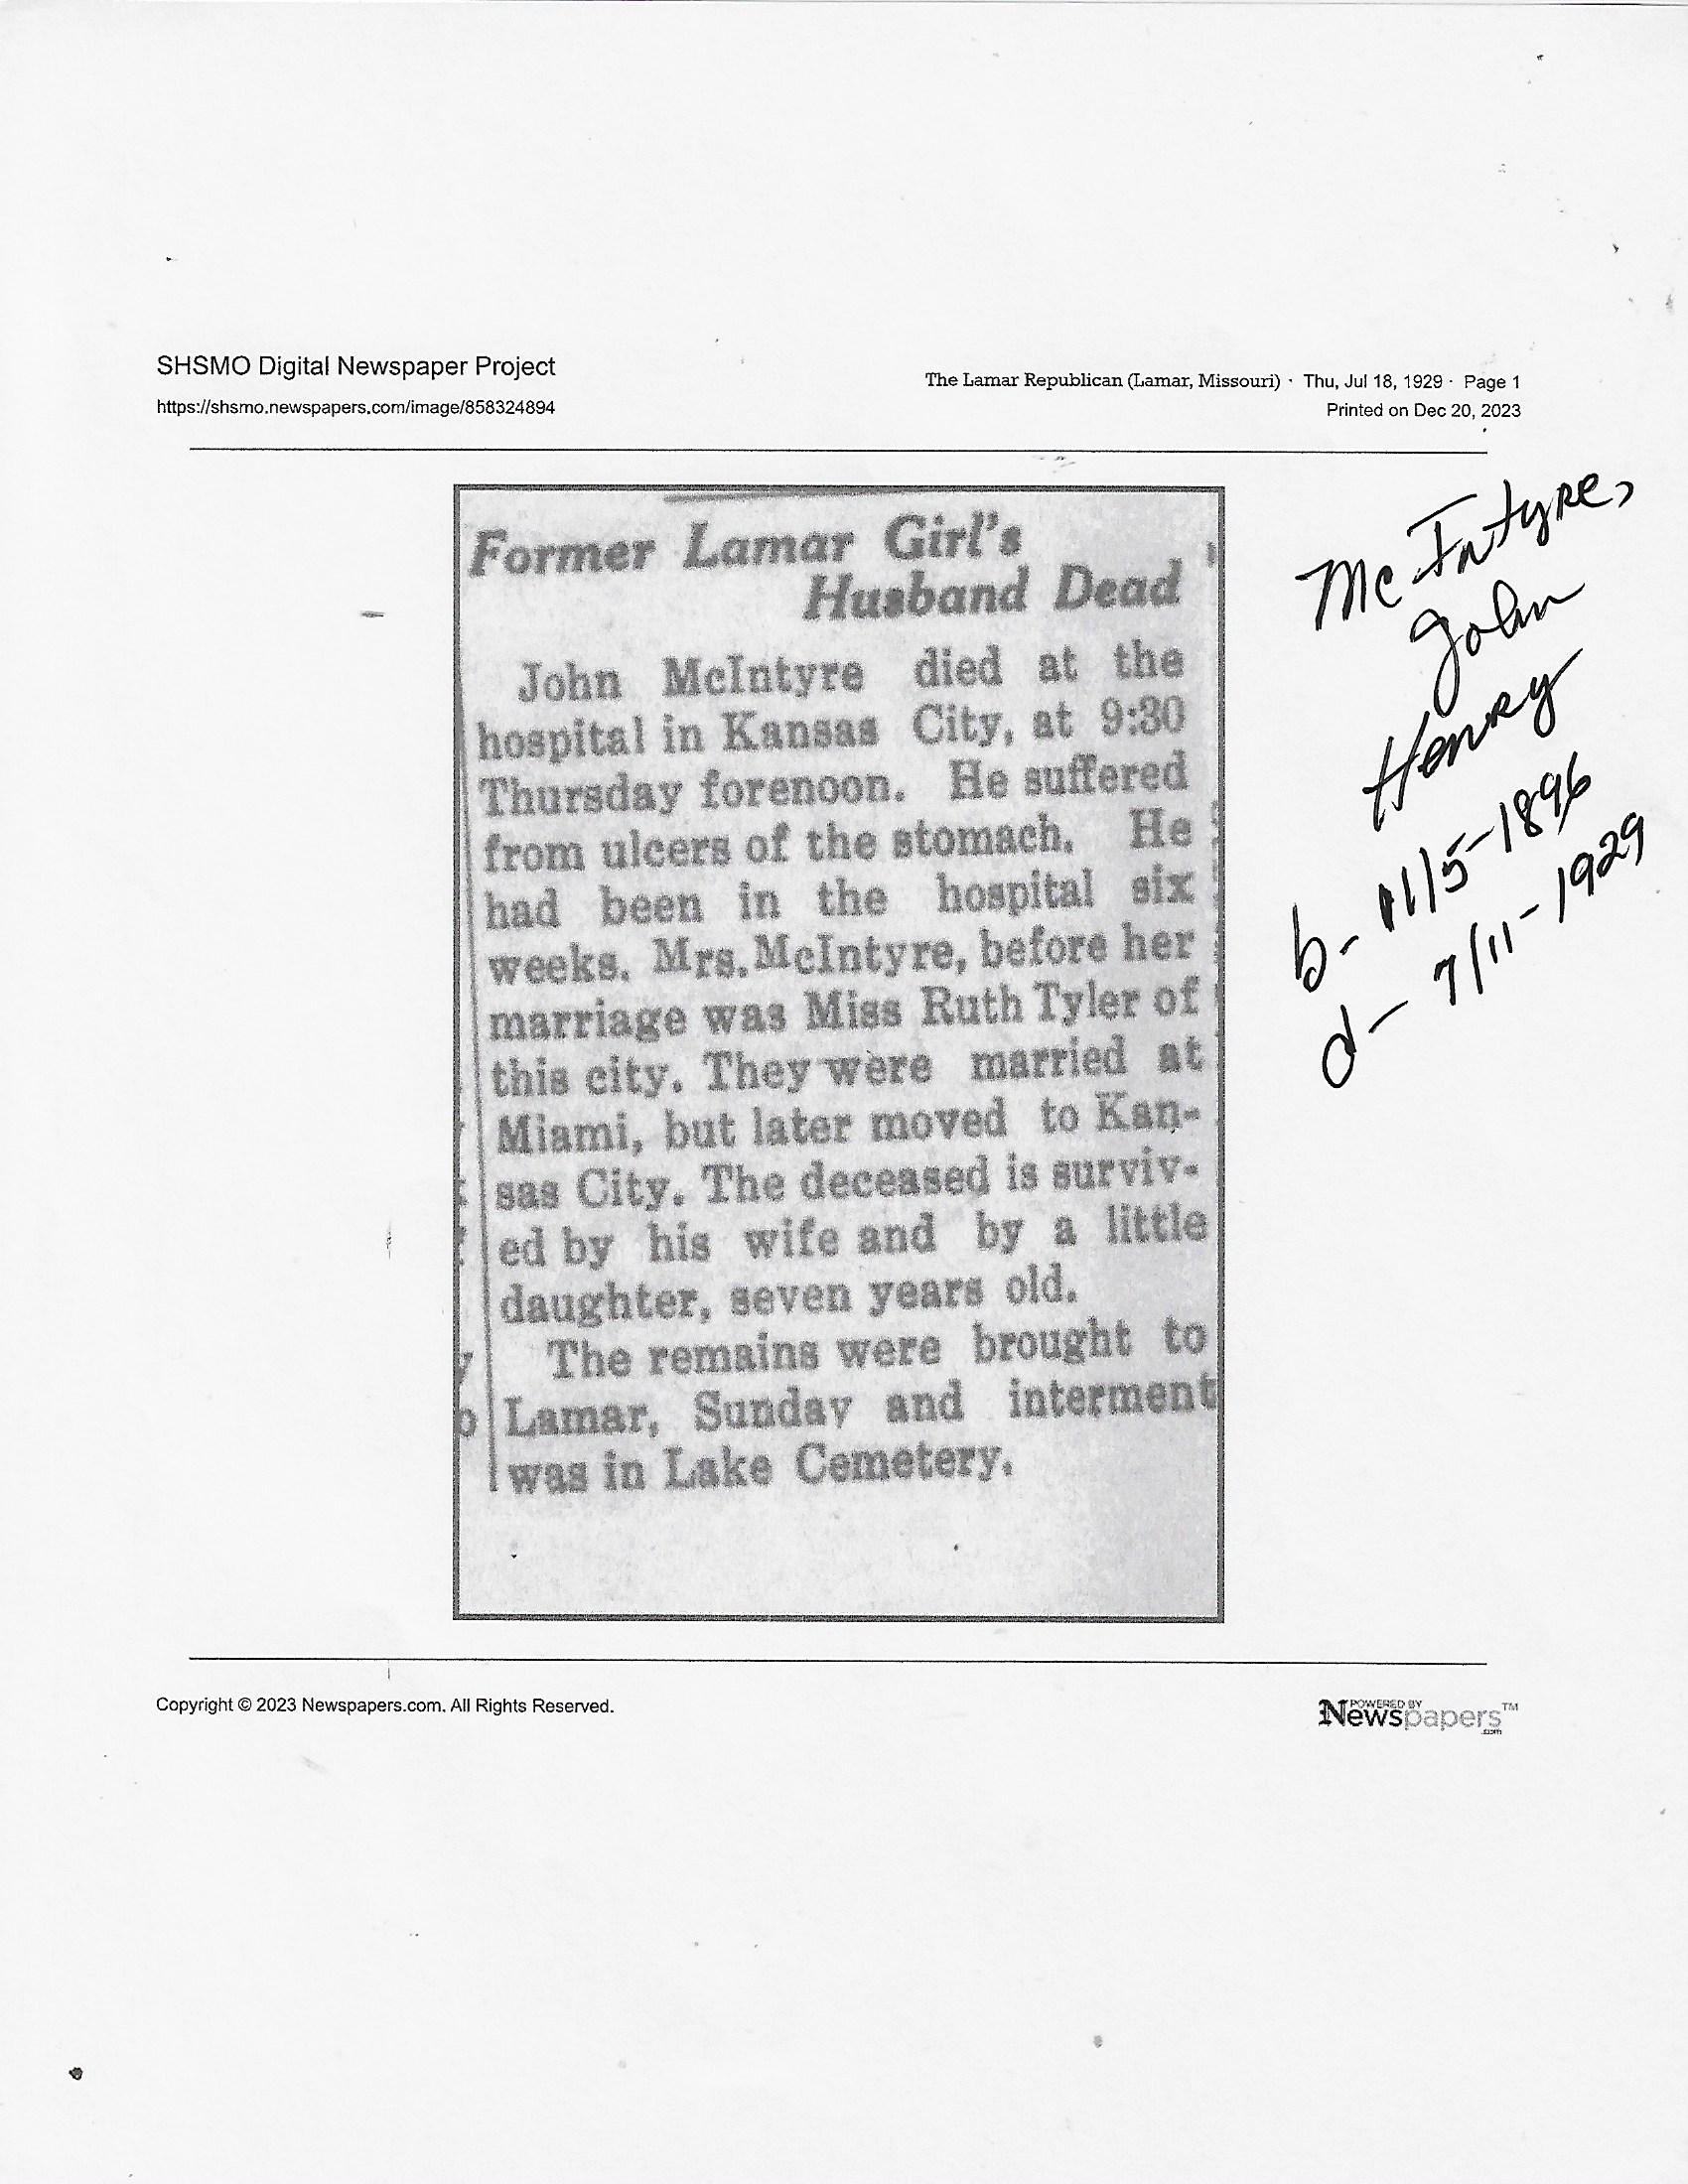 SHSMO Digital Newspaper Project
https://shsmo.newspapers.com/image/858324894
The Lamar Republican (Lamar, Missouri) · Thu, Jul 18, 1929 · Page 1
Printed on Dec 20, 2023
Former Lamar Girl's
Husband Dead
John McIntyre died at the
hospital in Kansas City, at 9:30
Thursday forenoon. He suffered
from ulcers of the stomach. He
had been in the hospital six
weeks. Mrs. McIntyre, before her
marriage was Miss Ruth Tyler of
this city. They were married at
Miami, but later moved to Kan-
sas City. The deceased is surviv-
ed by his wife and by a little
daughter, seven years old.
The remains were brought to
Lamar, Sunday and interment
was in Lake Cemetery.
McIntyre,
John
Henry
b- 1/15-1896
d- 7/11-1929
Copyright © 2023 Newspapers.com. All Rights Reserved.
POWERED BY
Newspapers™
.com